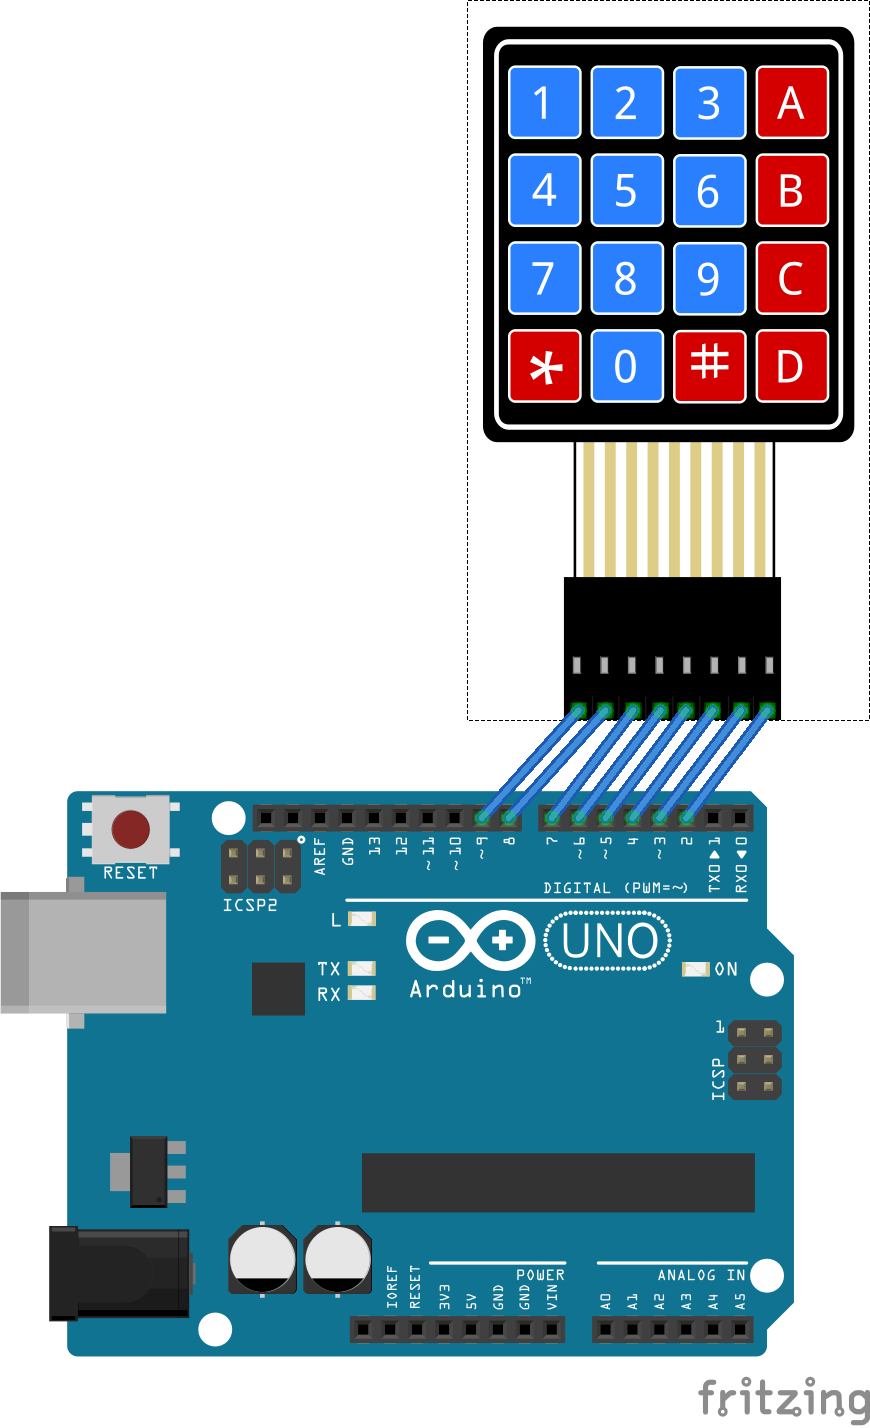 1 2 3 A
4 5 6 B
7 8 9 C
* 0 # D
RESET
ICSP2
AREF
GND
13
12
~11
~10
~9
8
7
~6
~5
4
~3
2
TX0▶1
RX0◀0
DIGITAL (PWM=~)
L
TX
RX
UNO
Arduino™
ON
1
ICSP
POWER
ANALOG IN
IOREF
RESET
3V3
5V
GND
GND
VIN
A0
A1
A2
A3
A4
A5
fritzing